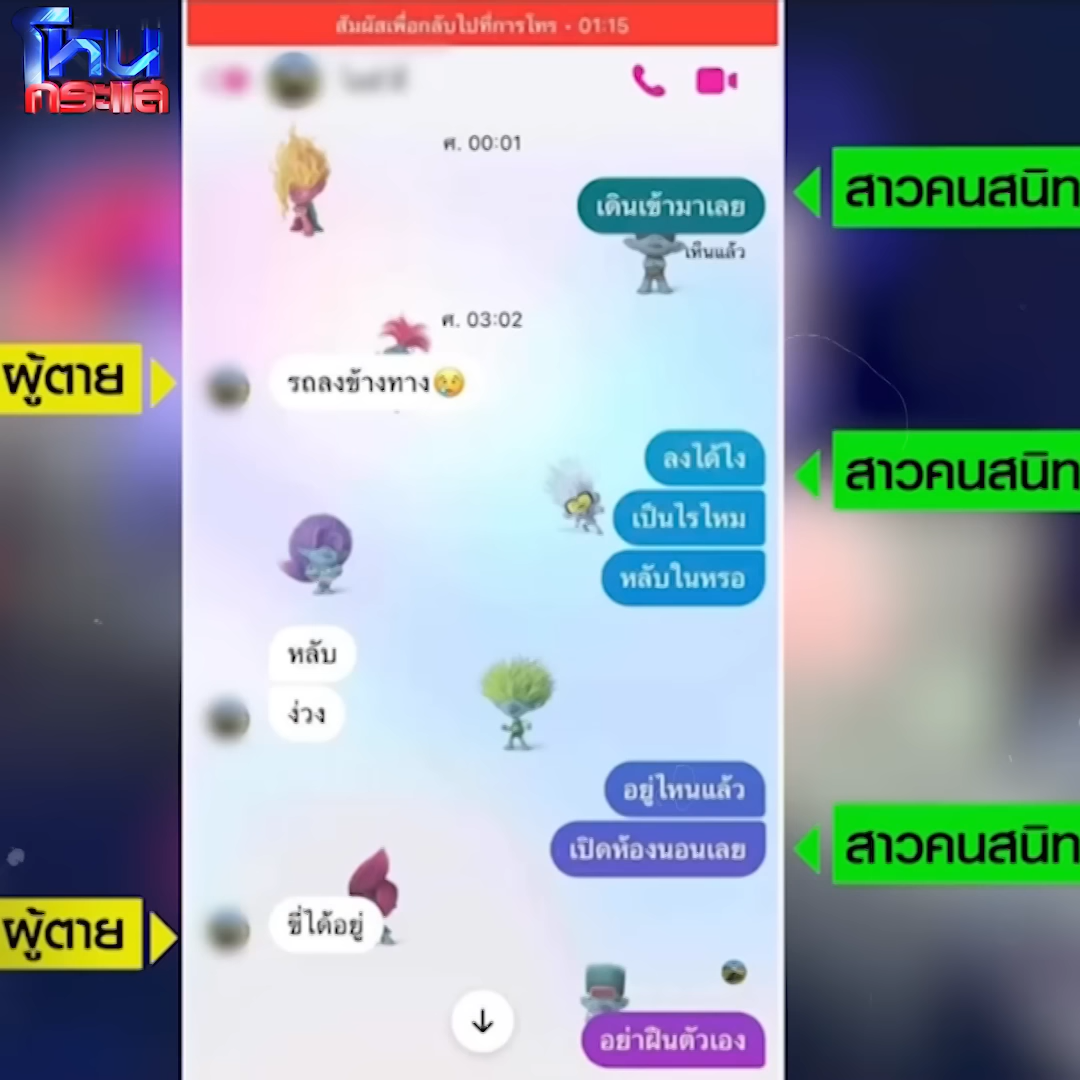 โหนกระแส
สัมผัสเพื่อกลับไปที่การโทร • 01:15
ศ. 00:01
เดินเข้ามาเลย
สาวคนสนิท
เห็นแล้ว
ศ. 03:02
ผู้ตาย
รถลงข้างทาง😢
ลงได้ไง
สาวคนสนิท
เป็นไรไหม
หลับในหรอ
หลับ
ง่วง
อยู่ไหนแล้ว
เปิดห้องนอนเลย
สาวคนสนิท
ผู้ตาย
ขี่ได้อยู่
อย่าฝืนตัวเอง